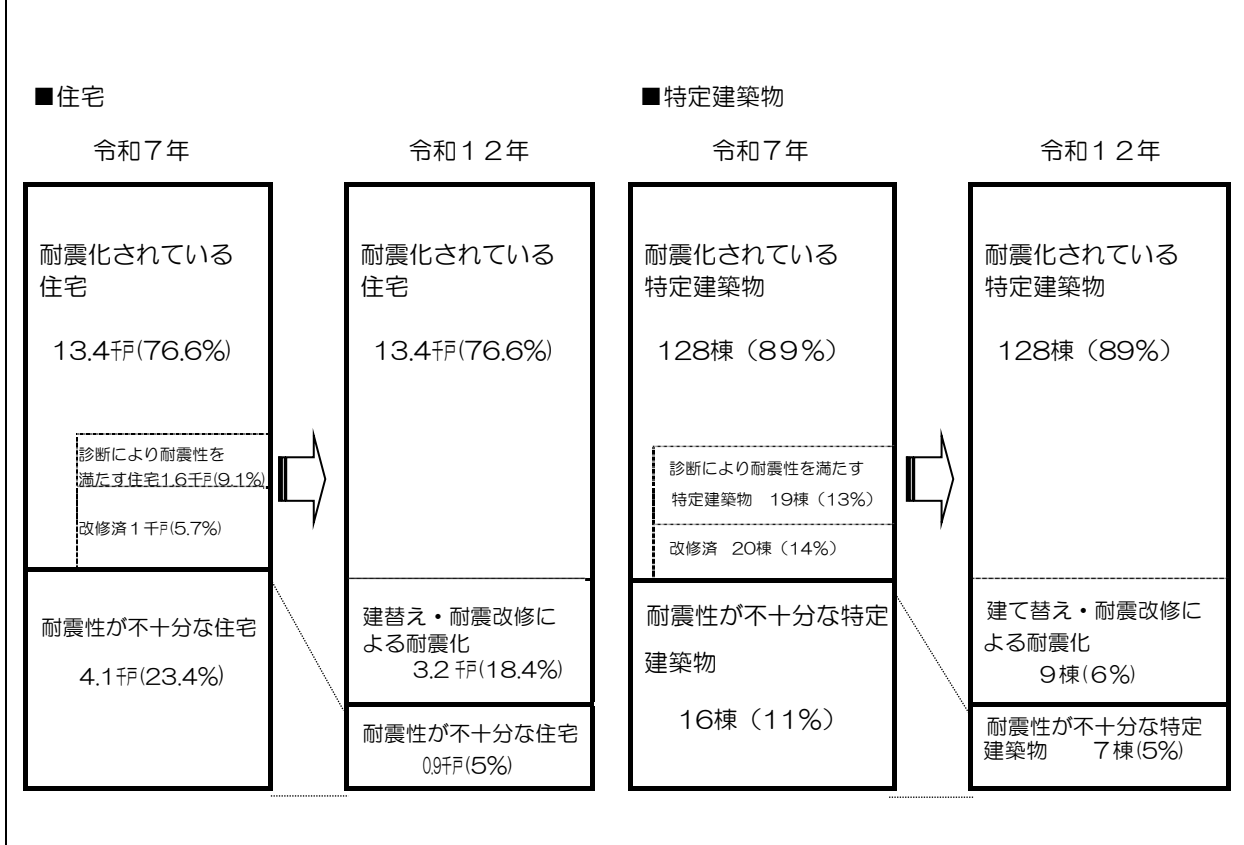 ■住宅
令和７年
令和１２年
耐震化されている
住宅
13.4千戸(76.6%)
診断により耐震性を
満たす住宅1.6千戸(9.1%)
改修済１千戸(5.7%)
耐震性が不十分な住宅
4.1千戸(23.4%)
耐震化されている
住宅
13.4千戸(76.6%)
建替え・耐震改修に
よる耐震化
3.2千戸(18.4%)
耐震性が不十分な住宅
0.9千戸(5%)
■特定建築物
令和７年
令和１２年
耐震化されている
特定建築物
128棟（８９%）
診断により耐震性を満たす
特定建築物　19棟（13%）
改修済　20棟（14%）
耐震性が不十分な特定
建築物
16棟（11%）
耐震化されている
特定建築物
128棟（89%）
建て替え・耐震改修に
よる耐震化
９棟(６%)
耐震性が不十分な特定
建築物　７棟(5%)